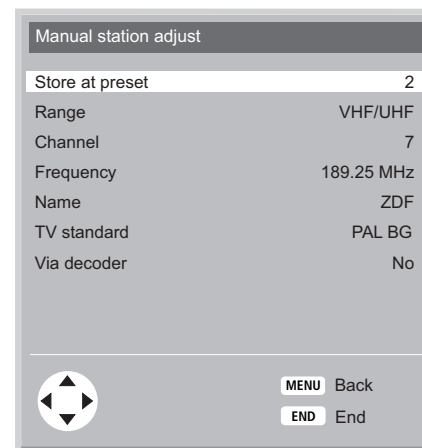 Manual station adjust
Store at preset 2
Range VHF/UHF
Channel 7
Frequency 189.25 MHz
Name ZDF
TV standard PAL BG
Via decoder No
MENU Back
END End